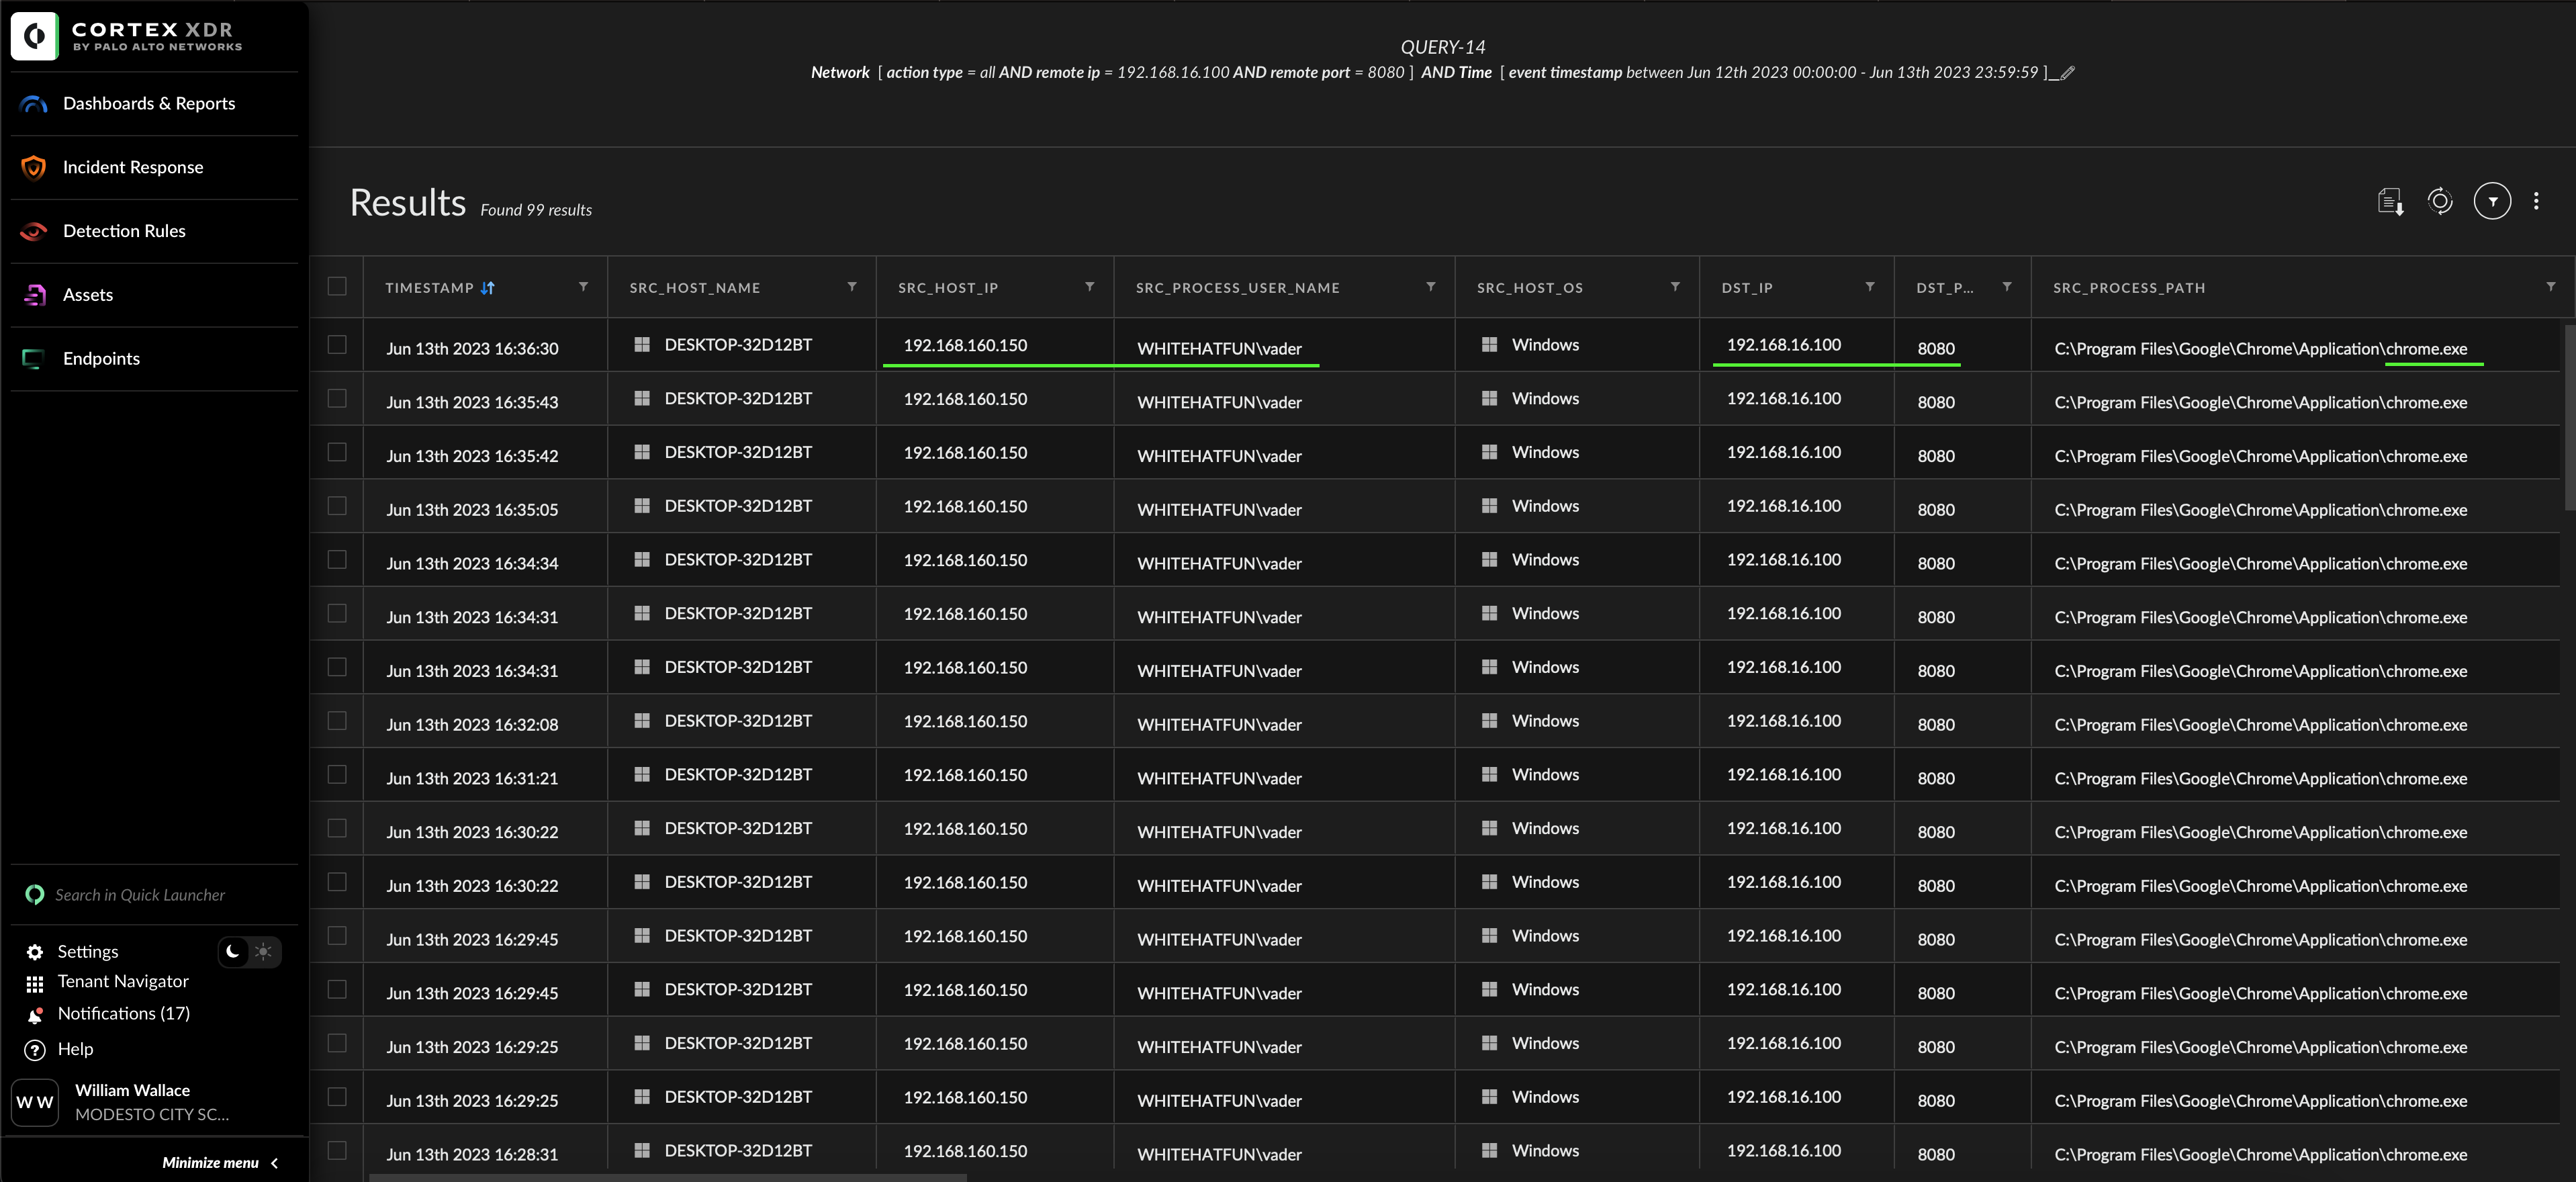 CORTEX XDR
BY PALO ALTO NETWORKS
Dashboards & Reports
Incident Response
Detection Rules
Assets
Endpoints
Search in Quick Launcher
Settings
Tenant Navigator
Notifications (17)
? Help
W W William Wallace
MODESTO CITY SC...
Minimize menu
QUERY-14
Network [ action type = all AND remote ip = 192.168.16.100 AND remote port = 8080 ] AND Time [ event timestamp between Jun 12th 2023 00:00:00 - Jun 13th 2023 23:59:59 ]
Results Found 99 results
TIMESTAMP SRC_HOST_NAME SRC_HOST_IP SRC_PROCESS_USER_NAME SRC_HOST_OS DST_IP DST_P... SRC_PROCESS_PATH
Jun 13th 2023 16:36:30 DESKTOP-32D12BT 192.168.160.150 WHITEHATFUN\vader Windows 192.168.16.100 8080 C:\Program Files\Google\Chrome\Application\chrome.exe
Jun 13th 2023 16:35:43 DESKTOP-32D12BT 192.168.160.150 WHITEHATFUN\vader Windows 192.168.16.100 8080 C:\Program Files\Google\Chrome\Application\chrome.exe
Jun 13th 2023 16:35:42 DESKTOP-32D12BT 192.168.160.150 WHITEHATFUN\vader Windows 192.168.16.100 8080 C:\Program Files\Google\Chrome\Application\chrome.exe
Jun 13th 2023 16:35:05 DESKTOP-32D12BT 192.168.160.150 WHITEHATFUN\vader Windows 192.168.16.100 8080 C:\Program Files\Google\Chrome\Application\chrome.exe
Jun 13th 2023 16:34:34 DESKTOP-32D12BT 192.168.160.150 WHITEHATFUN\vader Windows 192.168.16.100 8080 C:\Program Files\Google\Chrome\Application\chrome.exe
Jun 13th 2023 16:34:31 DESKTOP-32D12BT 192.168.160.150 WHITEHATFUN\vader Windows 192.168.16.100 8080 C:\Program Files\Google\Chrome\Application\chrome.exe
Jun 13th 2023 16:34:31 DESKTOP-32D12BT 192.168.160.150 WHITEHATFUN\vader Windows 192.168.16.100 8080 C:\Program Files\Google\Chrome\Application\chrome.exe
Jun 13th 2023 16:32:08 DESKTOP-32D12BT 192.168.160.150 WHITEHATFUN\vader Windows 192.168.16.100 8080 C:\Program Files\Google\Chrome\Application\chrome.exe
Jun 13th 2023 16:31:21 DESKTOP-32D12BT 192.168.160.150 WHITEHATFUN\vader Windows 192.168.16.100 8080 C:\Program Files\Google\Chrome\Application\chrome.exe
Jun 13th 2023 16:30:22 DESKTOP-32D12BT 192.168.160.150 WHITEHATFUN\vader Windows 192.168.16.100 8080 C:\Program Files\Google\Chrome\Application\chrome.exe
Jun 13th 2023 16:30:22 DESKTOP-32D12BT 192.168.160.150 WHITEHATFUN\vader Windows 192.168.16.100 8080 C:\Program Files\Google\Chrome\Application\chrome.exe
Jun 13th 2023 16:29:45 DESKTOP-32D12BT 192.168.160.150 WHITEHATFUN\vader Windows 192.168.16.100 8080 C:\Program Files\Google\Chrome\Application\chrome.exe
Jun 13th 2023 16:29:45 DESKTOP-32D12BT 192.168.160.150 WHITEHATFUN\vader Windows 192.168.16.100 8080 C:\Program Files\Google\Chrome\Application\chrome.exe
Jun 13th 2023 16:29:25 DESKTOP-32D12BT 192.168.160.150 WHITEHATFUN\vader Windows 192.168.16.100 8080 C:\Program Files\Google\Chrome\Application\chrome.exe
Jun 13th 2023 16:29:25 DESKTOP-32D12BT 192.168.160.150 WHITEHATFUN\vader Windows 192.168.16.100 8080 C:\Program Files\Google\Chrome\Application\chrome.exe
Jun 13th 2023 16:28:31 DESKTOP-32D12BT 192.168.160.150 WHITEHATFUN\vader Windows 192.168.16.100 8080 C:\Program Files\Google\Chrome\Application\chrome.exe